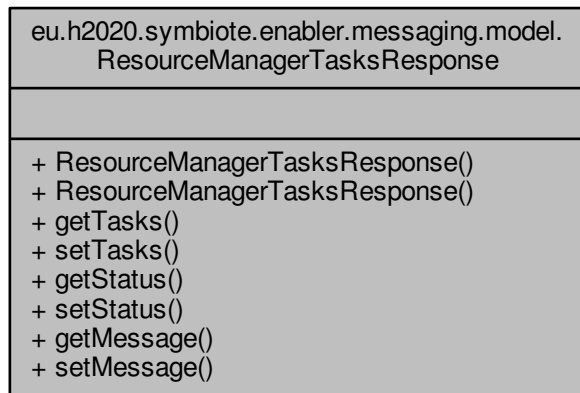 eu.h2020.symbiote.enabler.messaging.model.
ResourceManagerTasksResponse
+ ResourceManagerTasksResponse()
+ ResourceManagerTasksResponse()
+ getTasks()
+ setTasks()
+ getStatus()
+ setStatus()
+ getMessage()
+ setMessage()